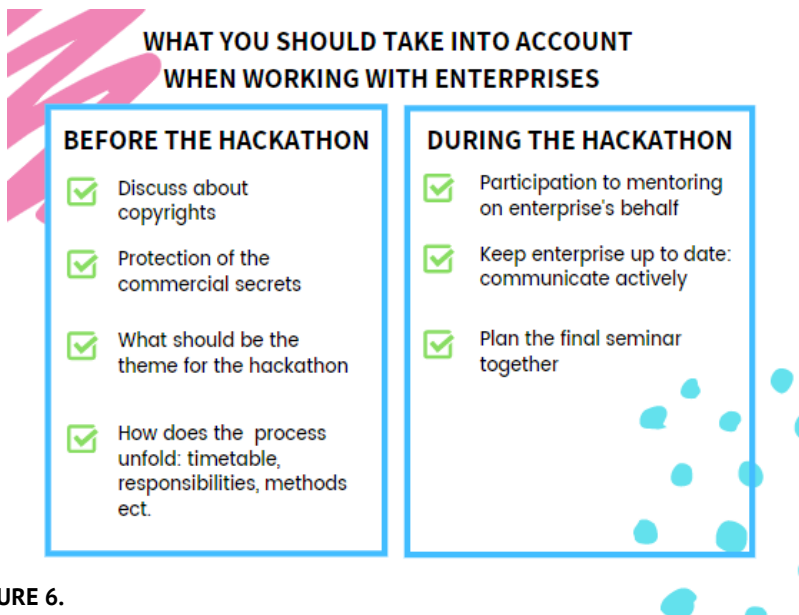 WHAT YOU SHOULD TAKE INTO ACCOUNT
WHEN WORKING WITH ENTERPRISES
BEFORE THE HACKATHON
Discuss about
copyrights
Protection of the
commercial secrets
What should be the
theme for the hackathon
How does the process
unfold: timetable,
responsibilities, methods
ect.
DURING THE HACKATHON
Participation to mentoring
on enterprise's behalf
Keep enterprise up to date:
communicate actively
Plan the final seminar
together
URE 6.